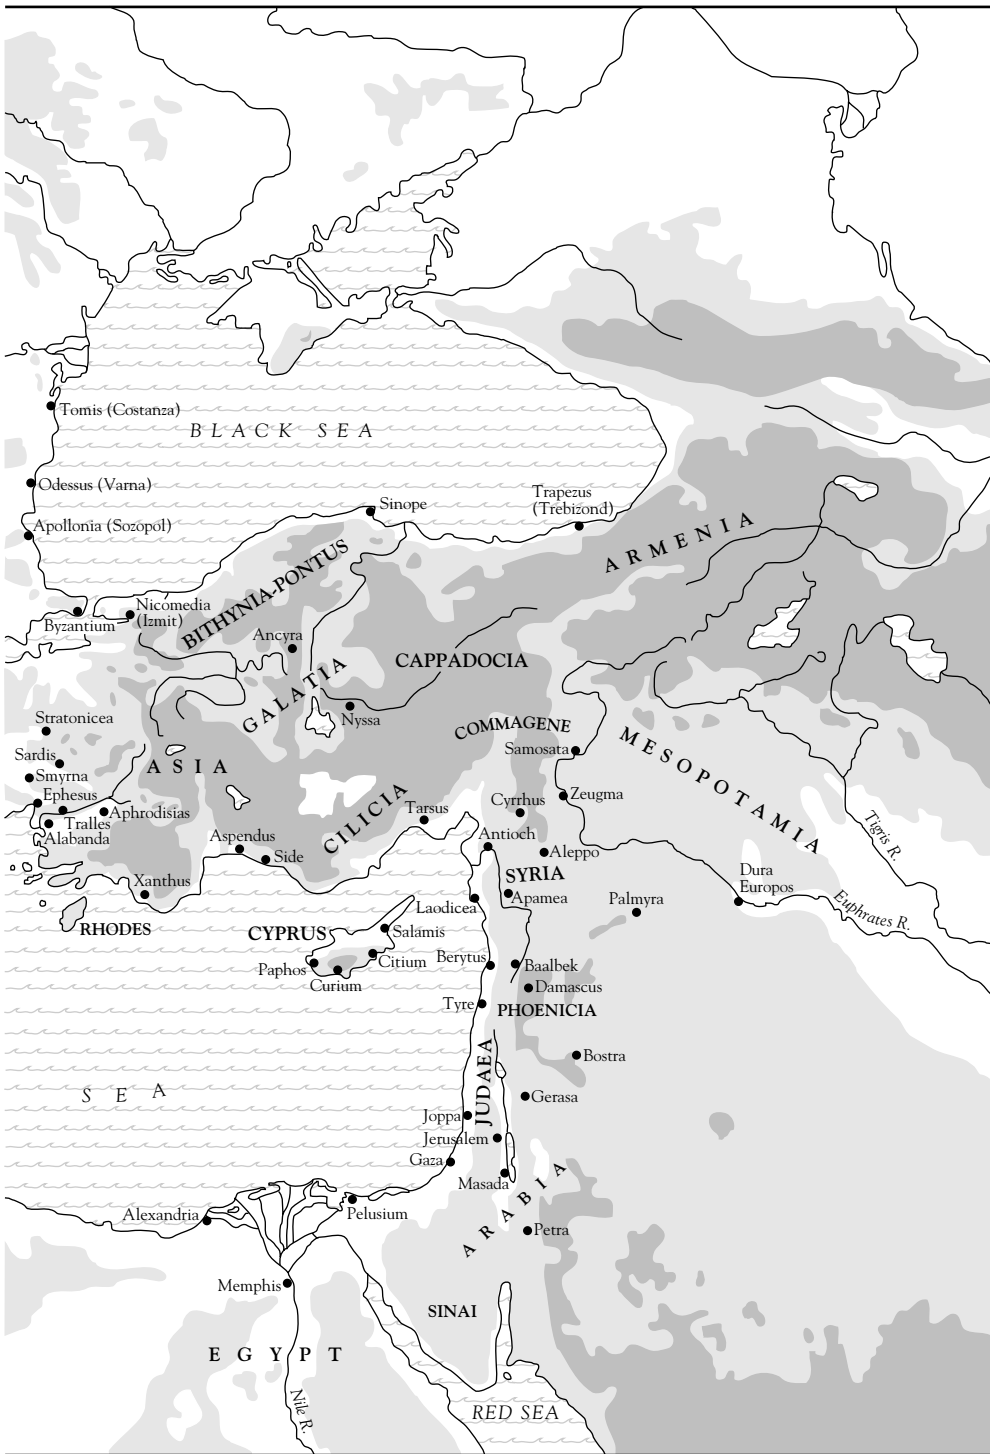 Tomis (Costanza)
BLACK SEA
Odessus (Varna)
Sinope
Trapezus
(Trebizond)
Apollonia (Sozopol)
ARMENIA
BITHYNIA-PONTUS
Nicomedia
(Izmit)
Byzantium
Ancyra
CAPPADOCIA
GALATIA
Nyssa
Stratonicea
COMMAGENE
MESOPOTAMIA
Samosata
Sardis
ASIA
Smyrna
Ephesus
CILICIA
Zeugma
Cyrrhus
Tarsus
Aphrodisias
Tralles
Alabanda
Tigris R.
Antioch
Aspendus
Side
Aleppo
SYRIA
Dura
Europos
Xanthus
Apamea
Palmyra
Laodicea
Euphrates R.
RHODES
CYPRUS
Salamis
Berytus
Citium
Paphos
Baalbek
Curium
Damascus
Tyre
PHOENICIA
JUDAEA
Bostra
SEA
Gerasa
Joppa
Jerusalem
Gaza
Masada
ARABIA
Alexandria
Pelusium
Petra
Memphis
SINAI
EGYPT
Nile R.
RED SEA